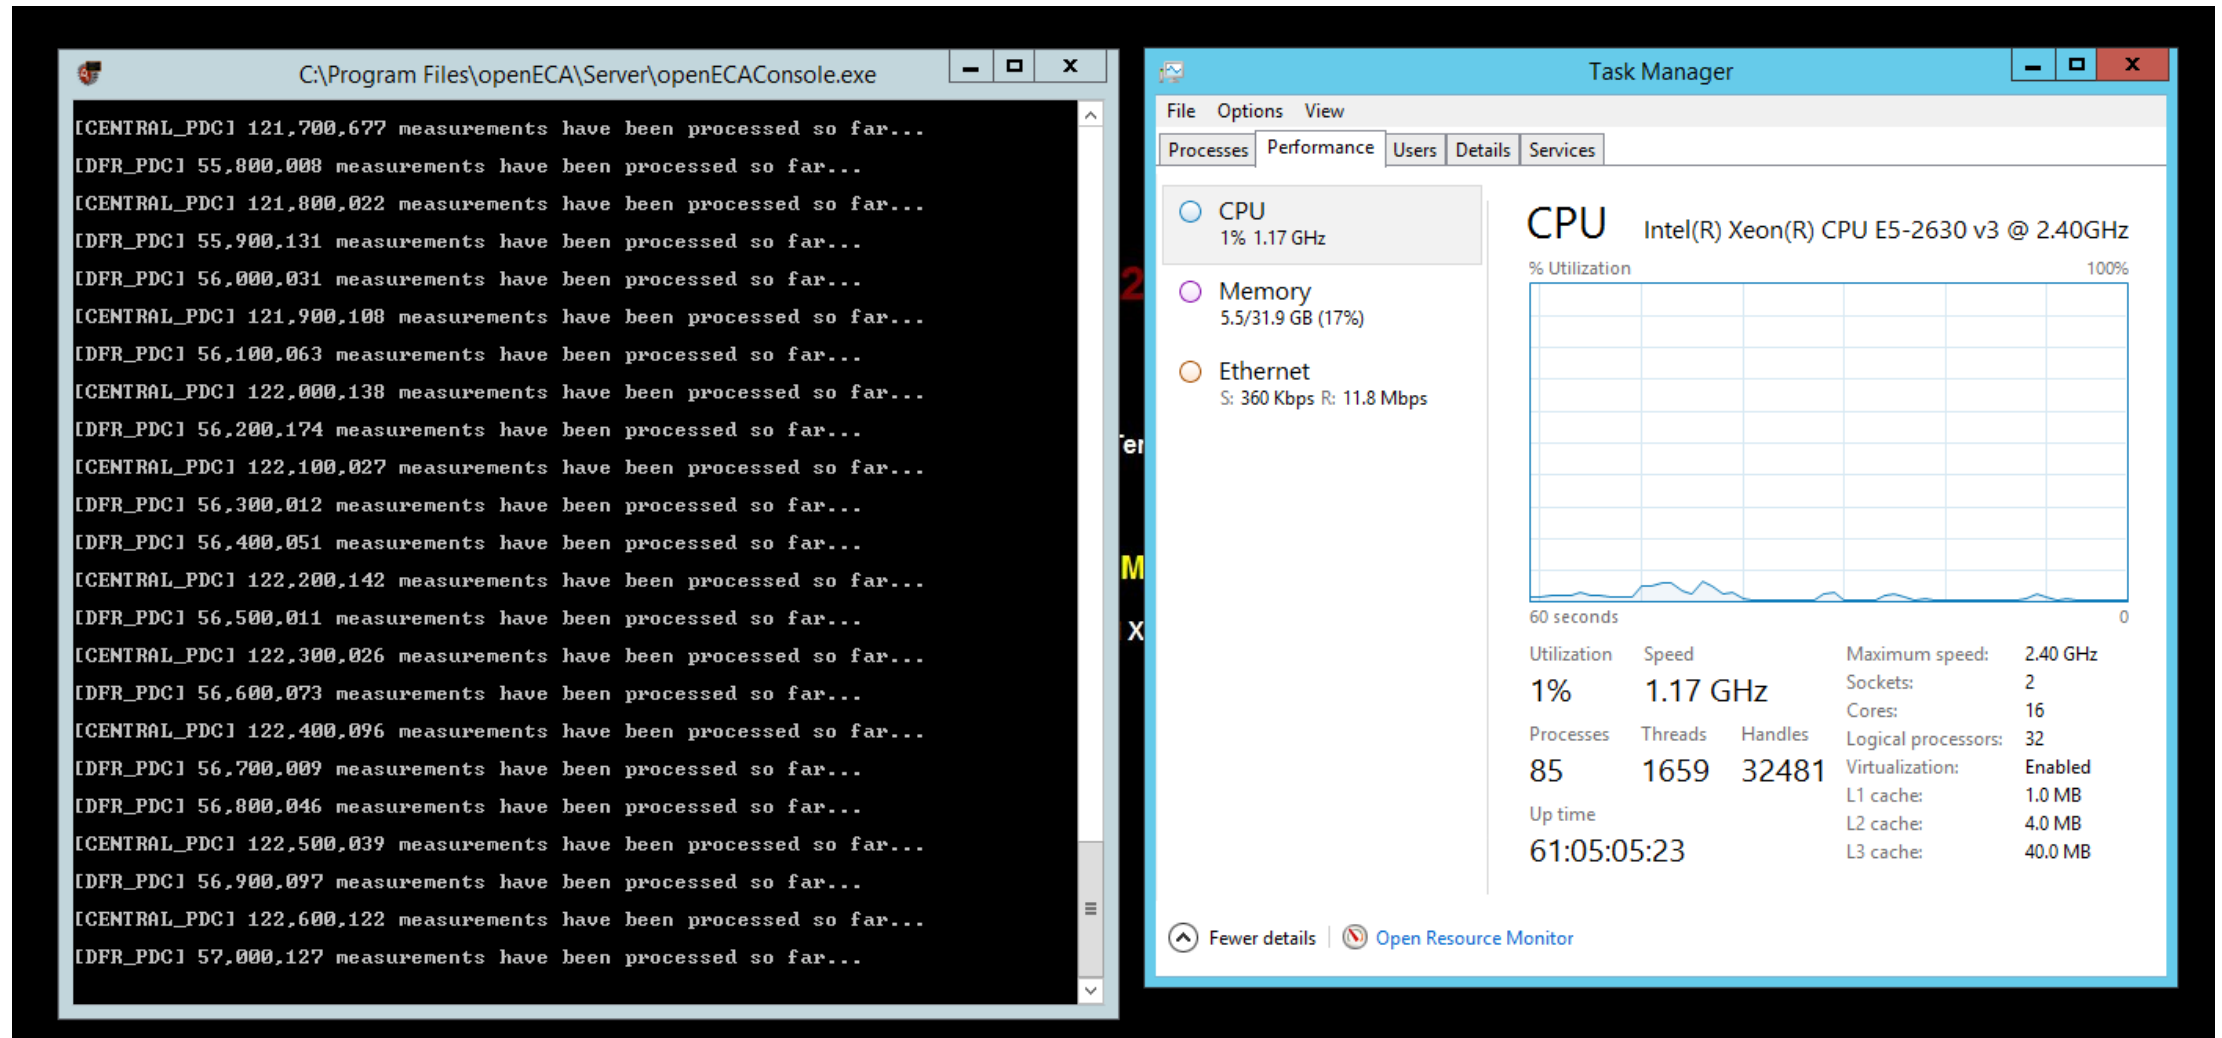 C:\Program Files\openECA\Server\openECAConsole.exe
[CENTRAL_PDC] 121,700,677 measurements have been processed so far...
[DFR_PDC] 55,800,008 measurements have been processed so far...
[CENTRAL_PDC] 121,800,022 measurements have been processed so far...
[DFR_PDC] 55,900,131 measurements have been processed so far...
[DFR_PDC] 56,000,031 measurements have been processed so far...
[CENTRAL_PDC] 121,900,108 measurements have been processed so far...
[DFR_PDC] 56,100,063 measurements have been processed so far...
[CENTRAL_PDC] 122,000,138 measurements have been processed so far...
[DFR_PDC] 56,200,174 measurements have been processed so far...
[CENTRAL_PDC] 122,100,027 measurements have been processed so far...
[DFR_PDC] 56,300,012 measurements have been processed so far...
[DFR_PDC] 56,400,051 measurements have been processed so far...
[CENTRAL_PDC] 122,200,142 measurements have been processed so far...
[DFR_PDC] 56,500,011 measurements have been processed so far...
[CENTRAL_PDC] 122,300,026 measurements have been processed so far...
[DFR_PDC] 56,600,073 measurements have been processed so far...
[CENTRAL_PDC] 122,400,096 measurements have been processed so far...
[DFR_PDC] 56,700,009 measurements have been processed so far...
[DFR_PDC] 56,800,046 measurements have been processed so far...
[CENTRAL_PDC] 122,500,039 measurements have been processed so far...
[DFR_PDC] 56,900,097 measurements have been processed so far...
[CENTRAL_PDC] 122,600,122 measurements have been processed so far...
[DFR_PDC] 57,000,127 measurements have been processed so far...
2
M
X
Task Manager
File Options View
Processes Performance Users Details Services
CPU
1% 1.17 GHz
Memory
5.5/31.9 GB (17%)
Ethernet
S: 360 Kbps R: 11.8 Mbps
CPU Intel(R) Xeon(R) CPU E5-2630 v3 @ 2.40GHz
% Utilization 100%
60 seconds 0
Utilization Speed
1% 1.17 GHz
Processes Threads Handles
85 1659 32481
Up time
61:05:05:23
Maximum speed: 2.40 GHz
Sockets: 2
Cores: 16
Logical processors: 32
Virtualization: Enabled
L1 cache: 1.0 MB
L2 cache: 4.0 MB
L3 cache: 40.0 MB
Fewer details Open Resource Monitor